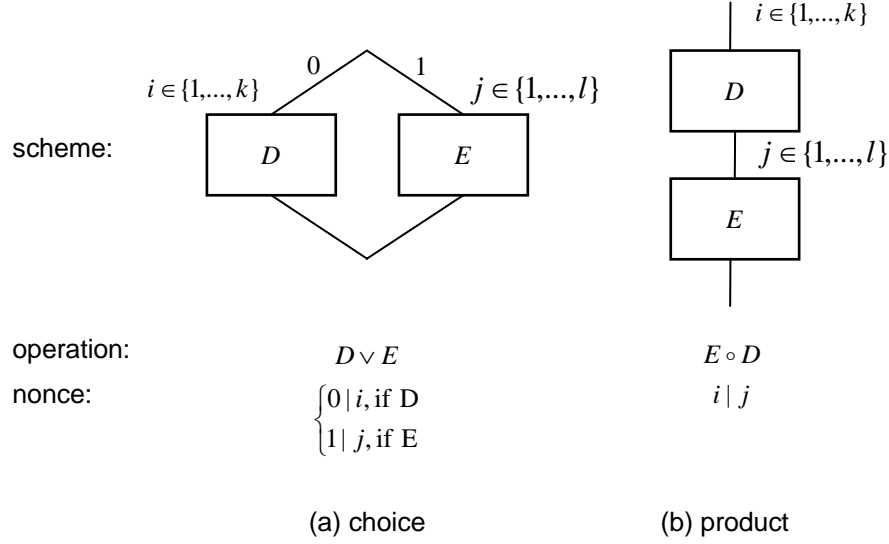 i ∈ {1,..., k}
0 1
i ∈ {1,..., k} j ∈ {1,..., l}
D
scheme: D E
j ∈ {1,..., l}
E
operation: D ∨ E E ∘ D
nonce: { 0 | i, if D i | j
1 | j, if E
(a) choice (b) product